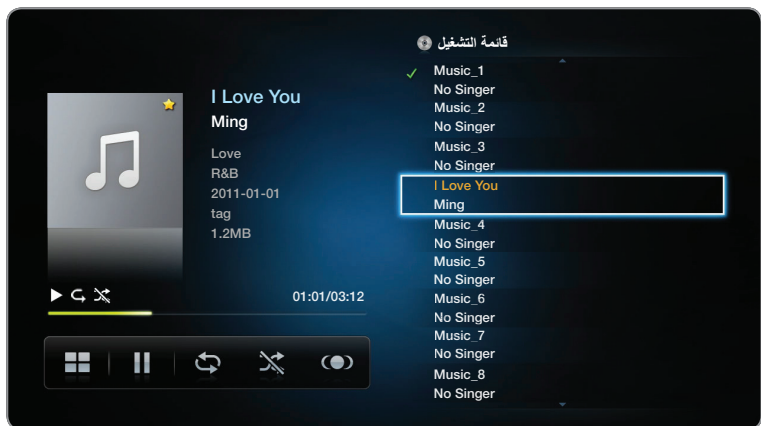 I Love You
Ming
Love
R&B
2011-01-01
tag
1.2MB
01:01/03:12
قائمة التشغيل
Music_1
No Singer
Music_2
No Singer
Music_3
No Singer
I Love You
Ming
Music_4
No Singer
Music_5
No Singer
Music_6
No Singer
Music_7
No Singer
Music_8
No Singer